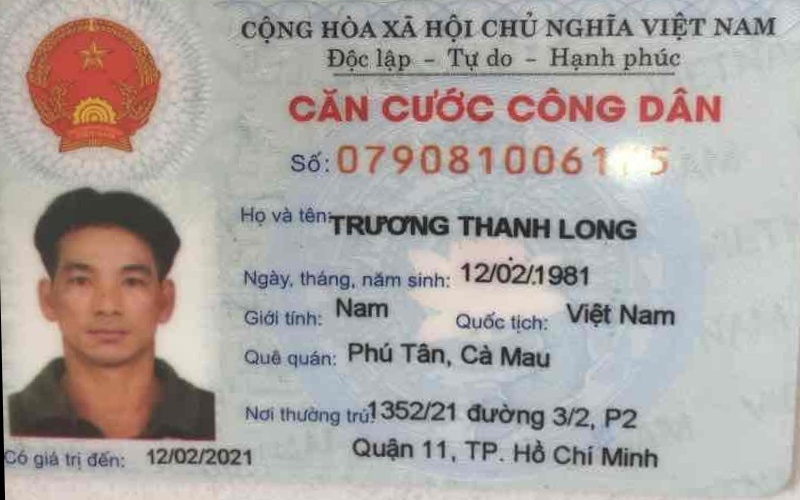 CỘNG HÒA XÃ HỘI CHỦ NGHĨA VIỆT NAM
Độc lập - Tự do - Hạnh phúc
CĂN CƯỚC CÔNG DÂN
Số:
Họ và tên: TRƯƠNG THANH LONG
Ngày, tháng, năm sinh: 12/02/1981
Giới tính: Nam Quốc tịch: Việt Nam
Quê quán: Phú Tân, Cà Mau
Nơi thường trú: 1352/21 đường 3/2, P2
Quận 11, TP. Hồ Chí Minh
Có giá trị đến: 12/02/2021